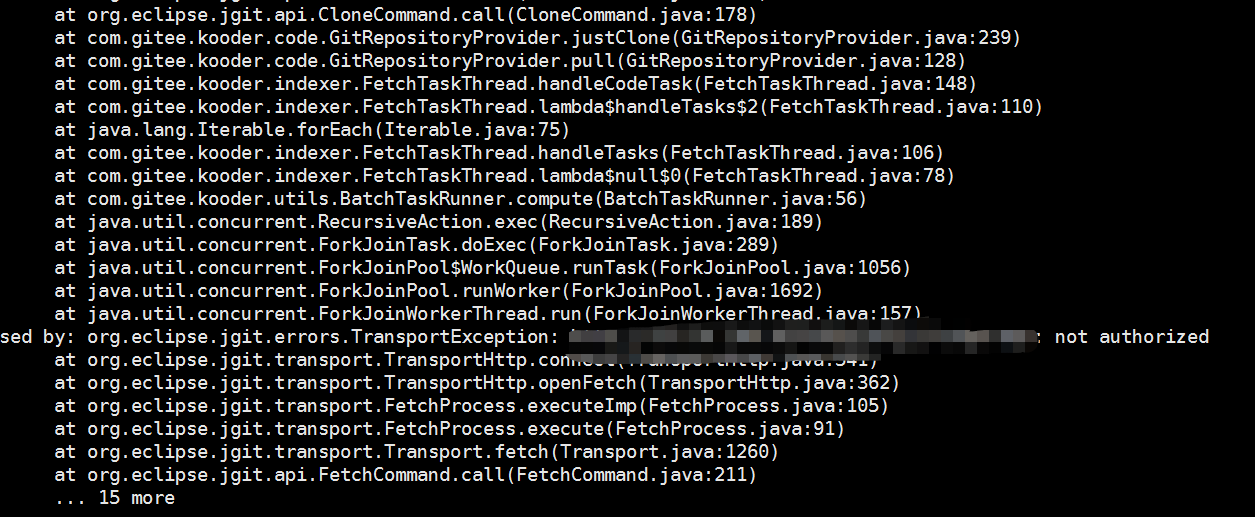 at org.eclipse.jgit.api.CloneCommand.call(CloneCommand.java:178)
at com.gitee.kooder.code.GitRepositoryProvider.justClone(GitRepositoryProvider.java:239)
at com.gitee.kooder.code.GitRepositoryProvider.pull(GitRepositoryProvider.java:128)
at com.gitee.kooder.indexer.FetchTaskThread.handleCodeTask(FetchTaskThread.java:148)
at com.gitee.kooder.indexer.FetchTaskThread.lambda$handleTasks$2(FetchTaskThread.java:110)
at java.lang.Iterable.forEach(Iterable.java:75)
at com.gitee.kooder.indexer.FetchTaskThread.handleTasks(FetchTaskThread.java:106)
at com.gitee.kooder.indexer.FetchTaskThread.lambda$null$0(FetchTaskThread.java:78)
at com.gitee.kooder.utils.BatchTaskRunner.compute(BatchTaskRunner.java:56)
at java.util.concurrent.RecursiveAction.exec(RecursiveAction.java:189)
at java.util.concurrent.ForkJoinTask.doExec(ForkJoinTask.java:289)
at java.util.concurrent.ForkJoinPool$WorkQueue.runTask(ForkJoinPool.java:1056)
at java.util.concurrent.ForkJoinPool.runWorker(ForkJoinPool.java:1692)
at java.util.concurrent.ForkJoinWorkerThread.run(ForkJoinWorkerThread.java:157)
sed by: org.eclipse.jgit.errors.TransportException: : not authorized
at org.eclipse.jgit.transport.TransportHttp.connect(TransportHttp.java:541)
at org.eclipse.jgit.transport.TransportHttp.openFetch(TransportHttp.java:362)
at org.eclipse.jgit.transport.FetchProcess.executeImp(FetchProcess.java:105)
at org.eclipse.jgit.transport.FetchProcess.execute(FetchProcess.java:91)
at org.eclipse.jgit.transport.Transport.fetch(Transport.java:1260)
at org.eclipse.jgit.api.FetchCommand.call(FetchCommand.java:211)
... 15 more